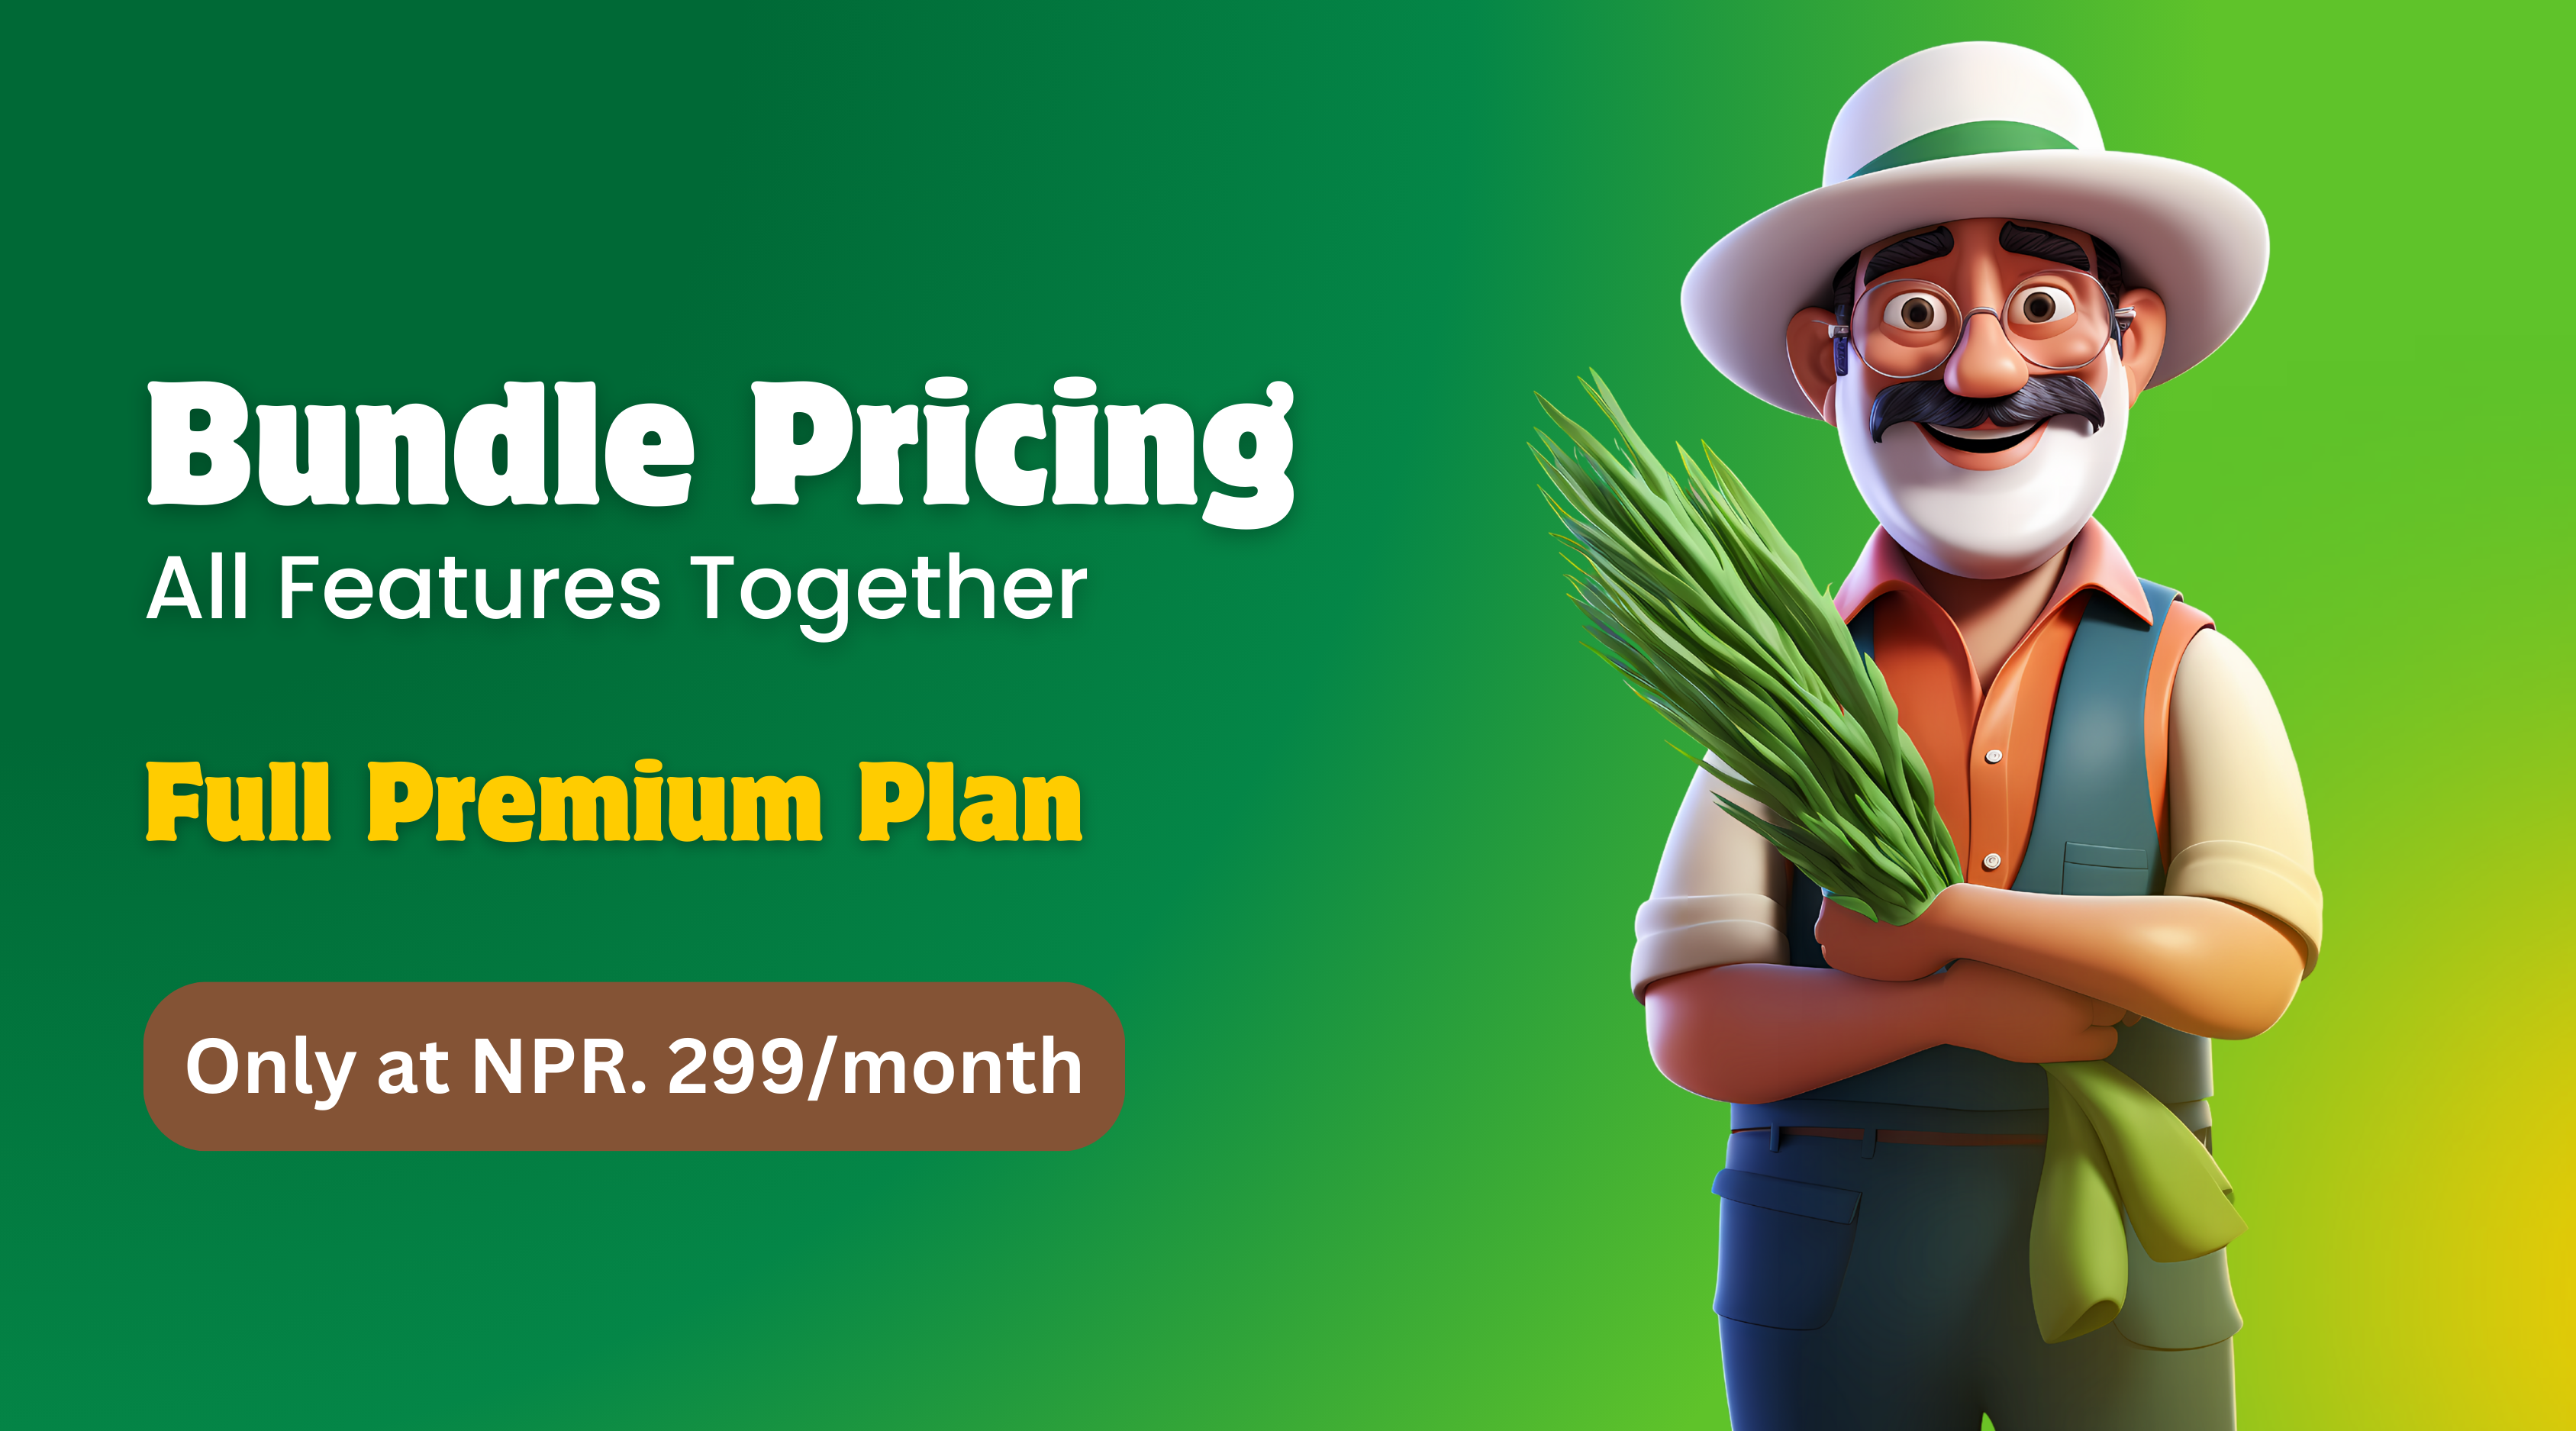 Bundle Pricing
All Features Together
Full Premium Plan
Only at NPR. 299/month